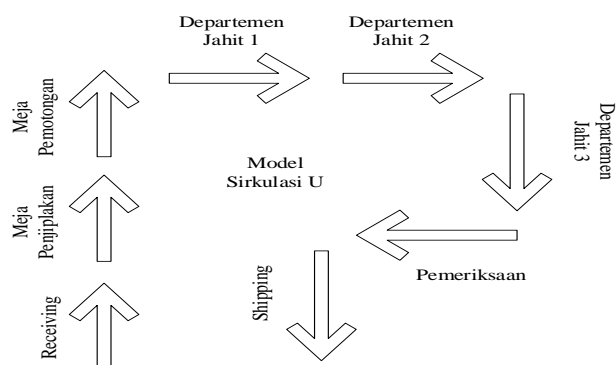 Departemen
Jahit 1
Departemen
Jahit 2
Departemen
Jahit 3
Meja
Pemotongan
Model
Sirkulasi U
Meja
Penjiplakan
Pemeriksaan
Shipping
Receiving